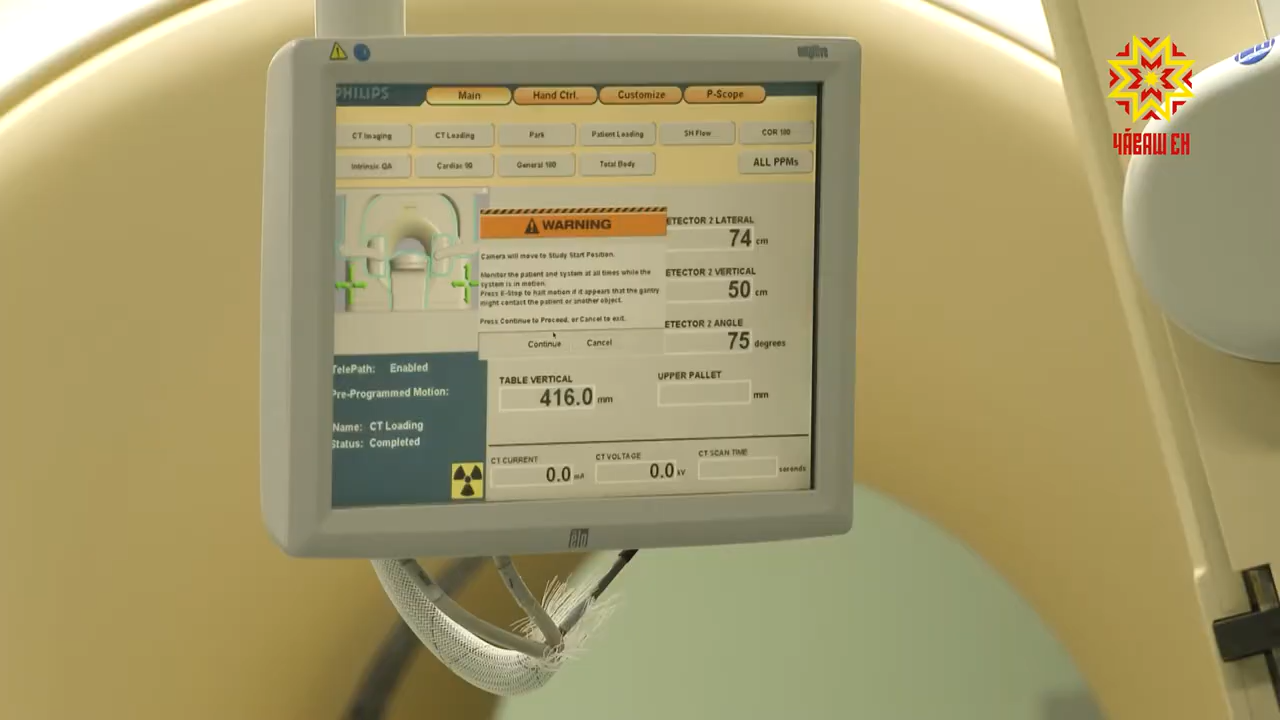 PHILIPS
Main
Hand Ctrl.
Customize
P-Scope
CT Imaging
CT Loading
Park
Patient Loading
SH Flow
COR 180
Intrinsic QA
Cardiac 90
General 180
Total Body
ALL PPMs
WARNING
Camera will move to Study Start Position.
Monitor the patient and system at all times while the
system is in motion.
Press E-Stop to halt motion if it appears that the gantry
might contact the patient or another object.
Press Continue to Proceed, or Cancel to exit.
Continue
Cancel
ETECTOR 2 LATERAL
74 cm
ETECTOR 2 VERTICAL
50 cm
ETECTOR 2 ANGLE
75 degrees
TABLE VERTICAL
416.0 mm
UPPER PALLET
mm
TelePath: Enabled
Pre-Programmed Motion:
Name: CT Loading
Status: Completed
CT CURRENT
0.0 mA
CT VOLTAGE
0.0 kV
CT SCAN TIME
seconds
elo
ЧӐВАШ ЕН